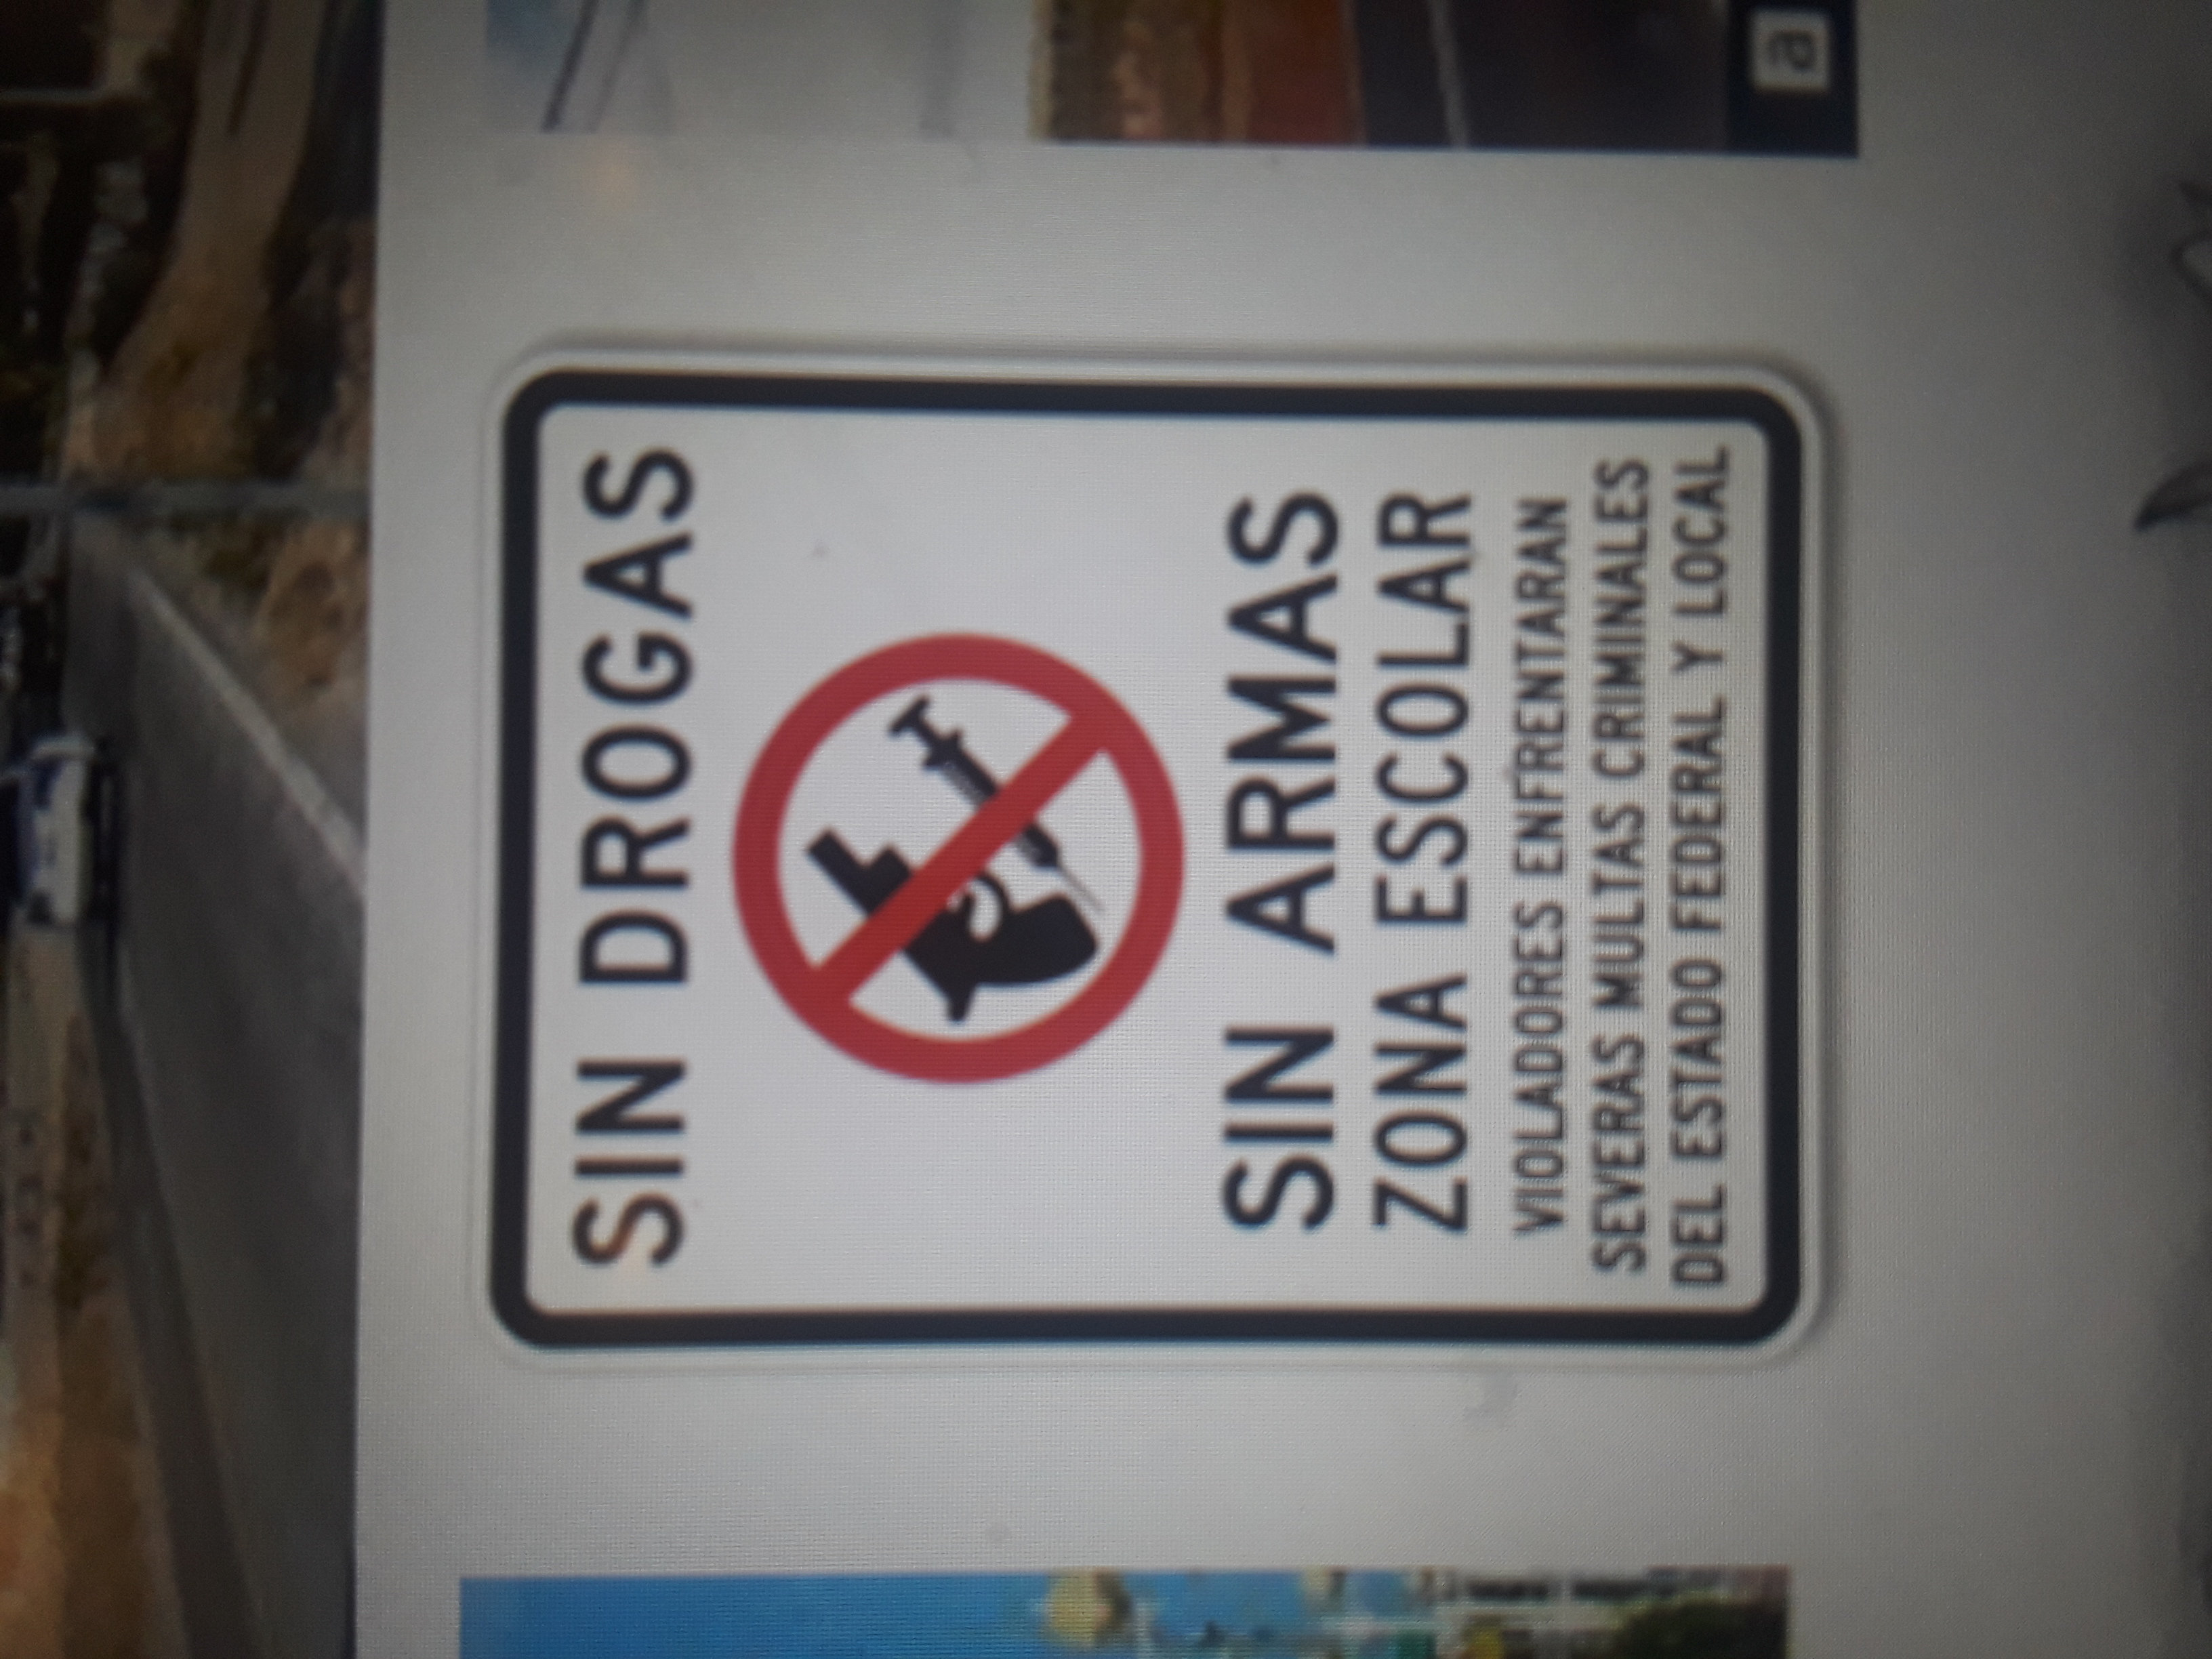 SIN DROGAS
SIN ARMAS
ZONA ESCOLAR
VIOLADORES ENFRENTARAN
SEVERAS MULTAS CRIMINALES
DEL ESTADO FEDERAL Y LOCAL
a